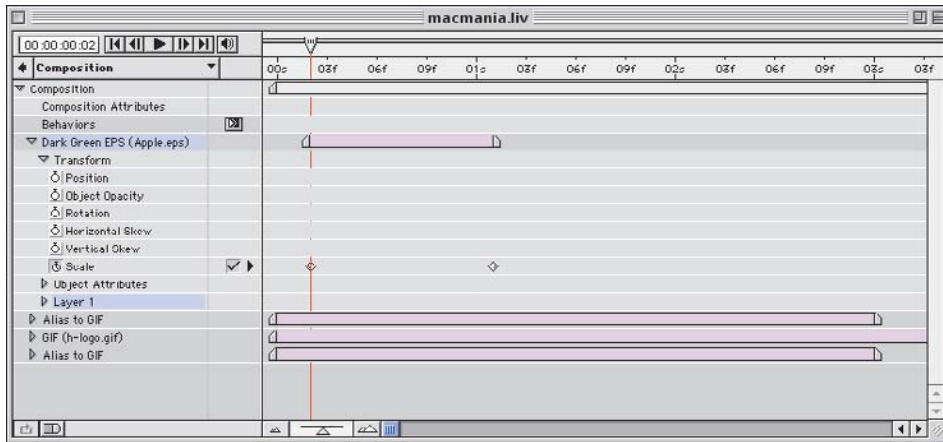 macmania.liv
00:00:00:02
Composition
00s 03f 06f 09f 01s 03f 06f 09f 02s 03f 06f 09f 03s 03f
Composition
Composition Attributes
Behaviors
Dark Green EPS (Apple.eps)
Transform
Position
Object Opacity
Rotation
Horizontal Skew
Vertical Skew
Scale
Object Attributes
Layer 1
Alias to GIF
GIF (h-logo.gif)
Alias to GIF